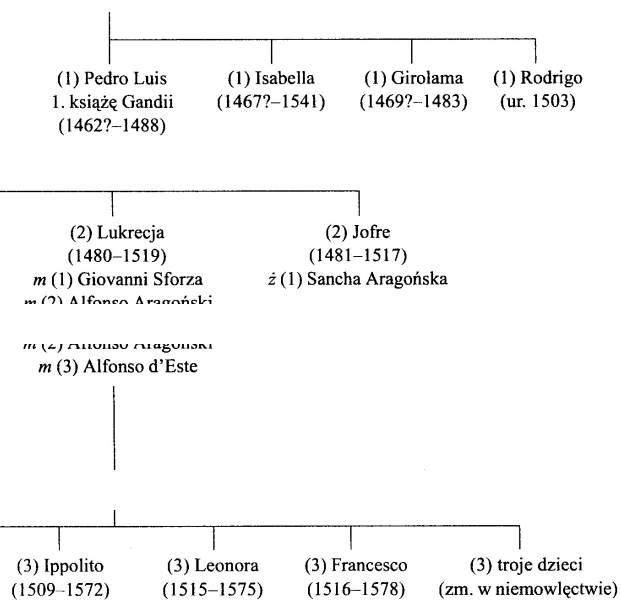 (1) Pedro Luis (1) Isabella (1) Girolama (1) Rodrigo
1. książę Gandii (1467?–1541) (1469?–1483) (ur. 1503)
(1462?–1488)
(2) Lukrecja (2) Jofre
(1480–1519) (1481–1517)
m (1) Giovanni Sforza ż (1) Sancha Aragońska
m (2) Alfonso Aragoński
m (2) Alfonso Aragoński
m (3) Alfonso d’Este
(3) Ippolito (3) Leonora (3) Francesco (3) troje dzieci
(1509–1572) (1515–1575) (1516–1578) (zm. w niemowlęctwie)